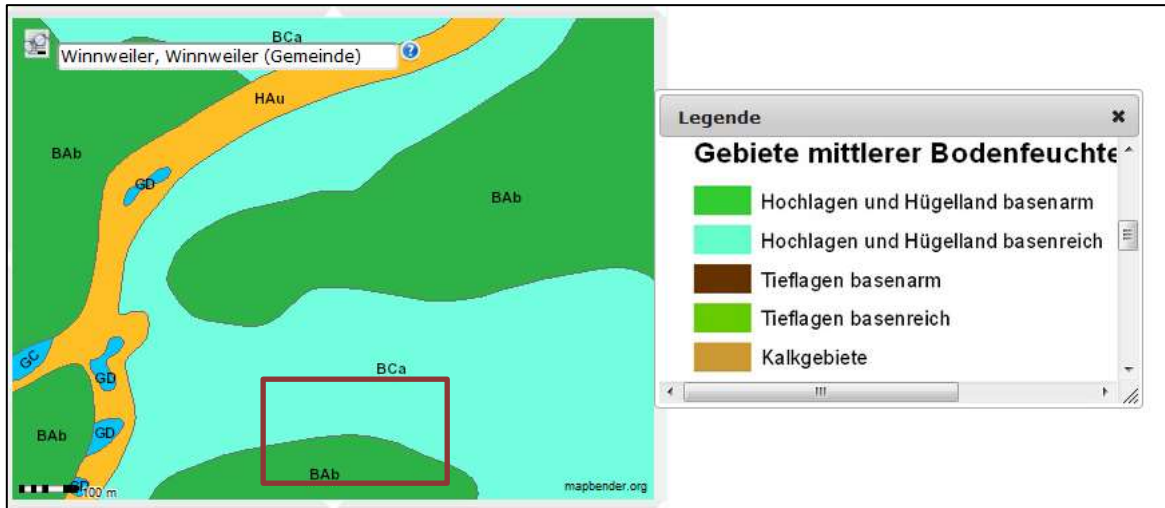 BCa
Winnweiler, Winnweiler (Gemeinde)
?
HAu
BAb
GD
BAb
GC
GD
BCa
BAb
GD
BAb
GD
100 m
mapbender.org
Legende
Gebiete mittlerer Bodenfeuchte
Hochlagen und Hügelland basenarm
Hochlagen und Hügelland basenreich
Tieflagen basenarm
Tieflagen basenreich
Kalkgebiete